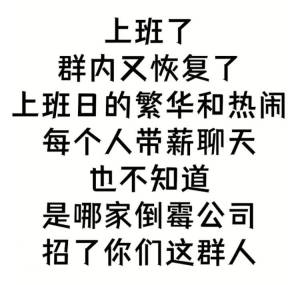 上班了
群内又恢复了
上班日的繁华和热闹
每个人带薪聊天
也不知道
是哪家倒霉公司
招了你们这群人